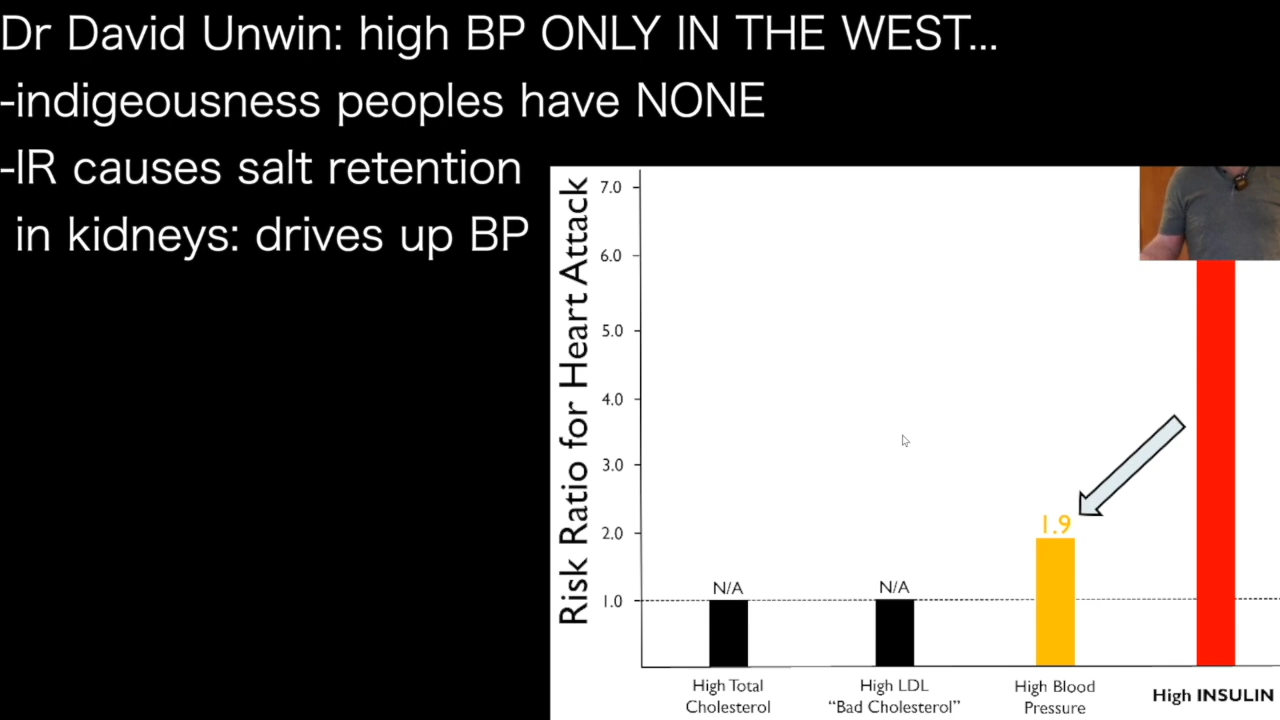 Dr David Unwin: high BP ONLY IN THE WEST...
-indigeousness peoples have NONE
-IR causes salt retention
in kidneys: drives up BP
Risk Ratio for Heart Attack
7.0
6.0
5.0
4.0
3.0
2.0
1.0
N/A
N/A
1.9
High Total
Cholesterol
High LDL
“Bad Cholesterol”
High Blood
Pressure
High INSULIN